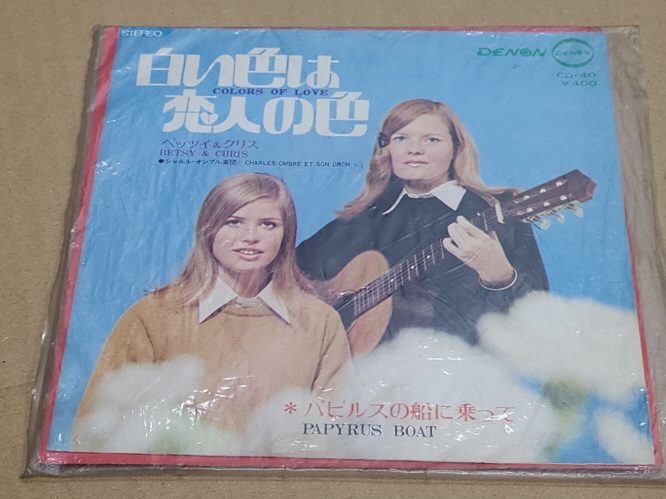 STEREO
DENON DENON
CD-40
¥400
白い色は
COLORS OF LOVE
恋人の色
ベッツイ&クリス
BETSY & CHRIS
●シャルル・オンブル楽団/CHARLES OMBRE ET SON ORCH.
*パピルスの船に乗って
PAPYRUS BOAT